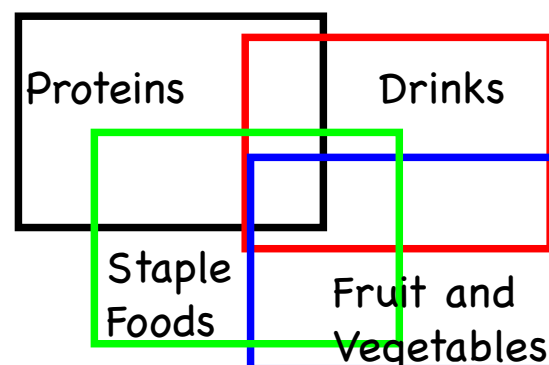 Proteins
Drinks
Staple
Foods
Fruit and
Vegetables